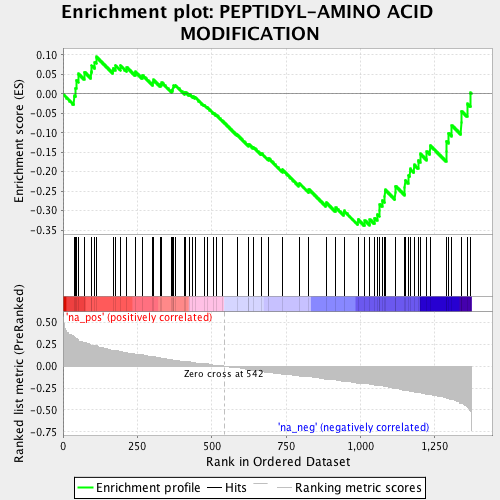 Enrichment plot: PEPTIDYL-AMINO ACID
MODIFICATION
Enrichment score (ES)
0.10
0.05
0.00
-0.05
-0.10
-0.15
-0.20
-0.25
-0.30
-0.35
'na_pos' (positively correlated)
Ranked list metric (PreRanked)
0.50
0.25
0.00
-0.25
-0.50
-0.75
Zero cross at 542
'na_neg' (negatively correlated)
0
250
500
750
1,000
1,250
Rank in Ordered Dataset
Enrichment profile
Hits
Ranking metric scores